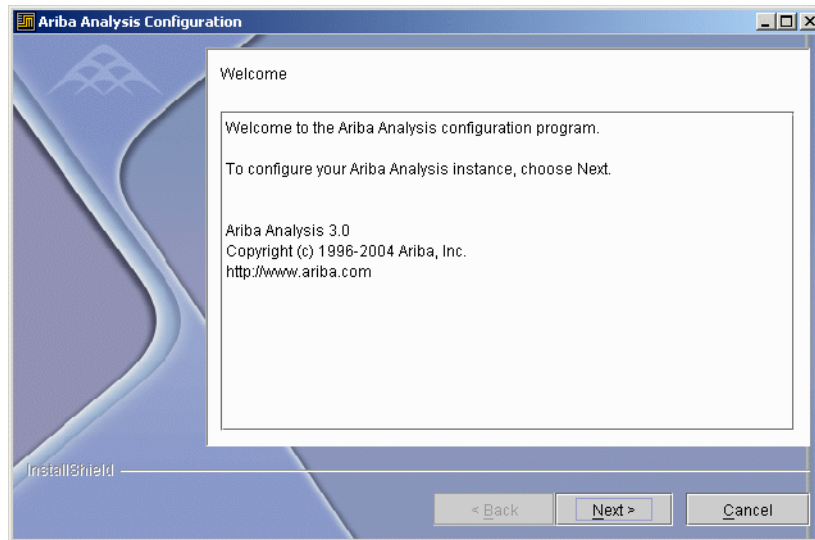 Ariba Analysis Configuration
Welcome
Welcome to the Ariba Analysis configuration program.
To configure your Ariba Analysis instance, choose Next.
Ariba Analysis 3.0
Copyright (c) 1996-2004 Ariba, Inc.
http://www.ariba.com
InstallShield
< Back
Next >
Cancel